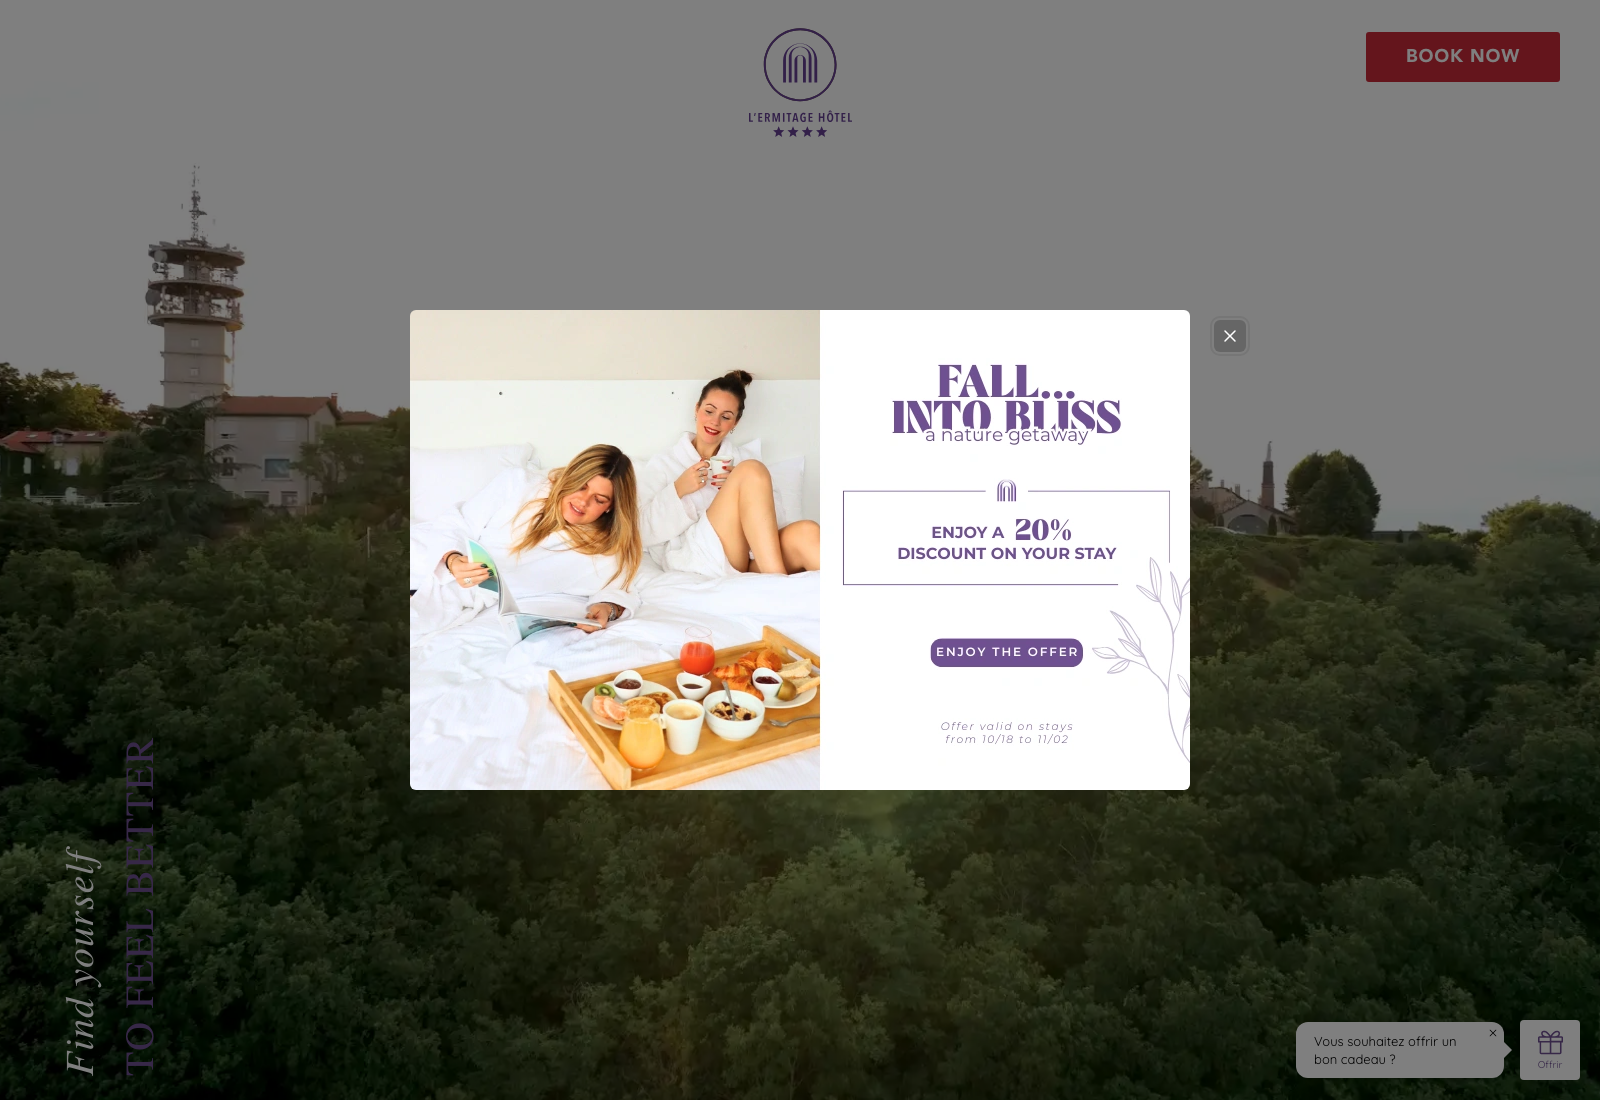 L'ERMITAGE HÔTEL
BOOK NOW
FALL...
INTO BLISS
a nature getaway
ENJOY A 20%
DISCOUNT ON YOUR STAY
ENJOY THE OFFER
Offer valid on stays
from 10/18 to 11/02
Find yourself
TO FEEL BETTER
Vous souhaitez offrir un
bon cadeau ?
Offrir